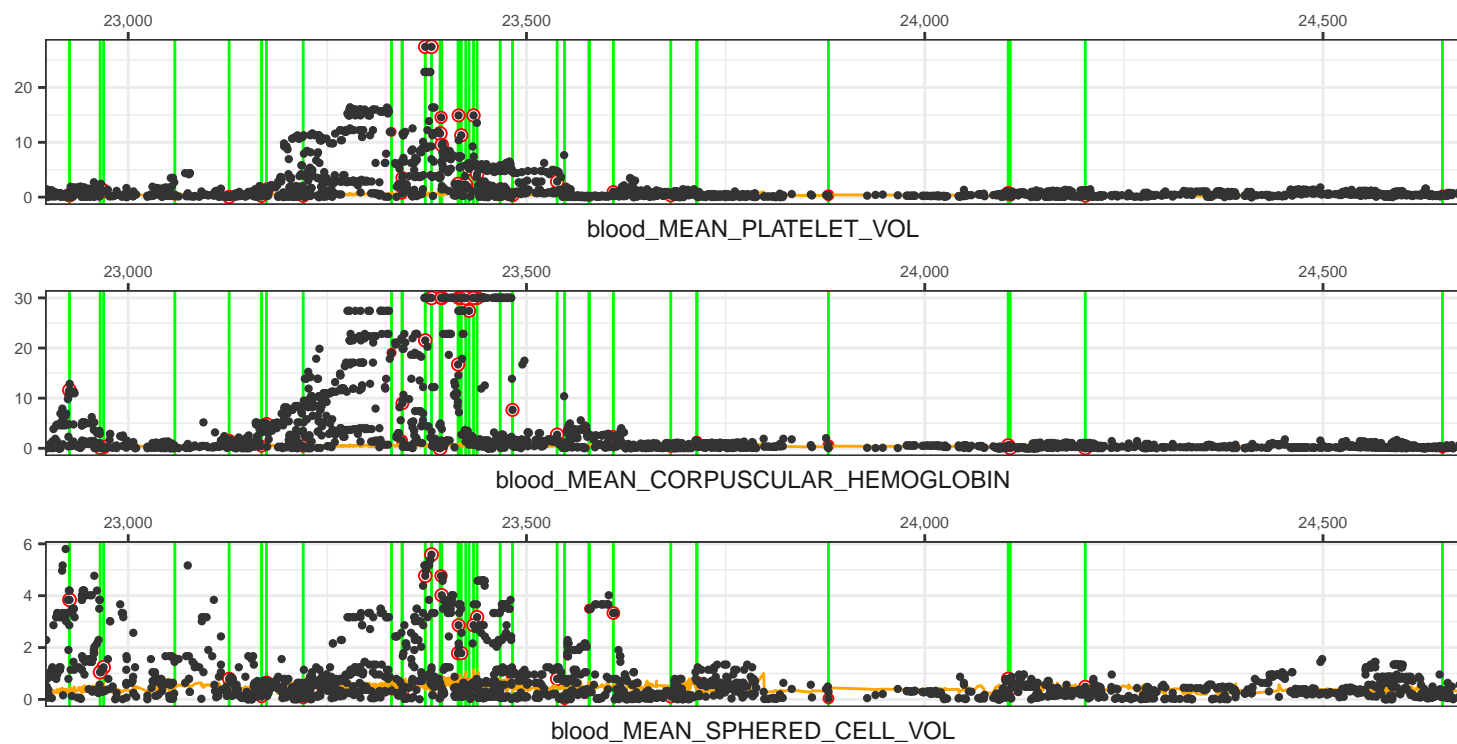 23,000 23,500 24,000 24,500
20
10
0
blood_MEAN_PLATELET_VOL
23,000 23,500 24,000 24,500
30
20
10
0
blood_MEAN_CORPUSCULAR_HEMOGLOBIN
23,000 23,500 24,000 24,500
6
4
2
0
blood_MEAN_SPHERED_CELL_VOL